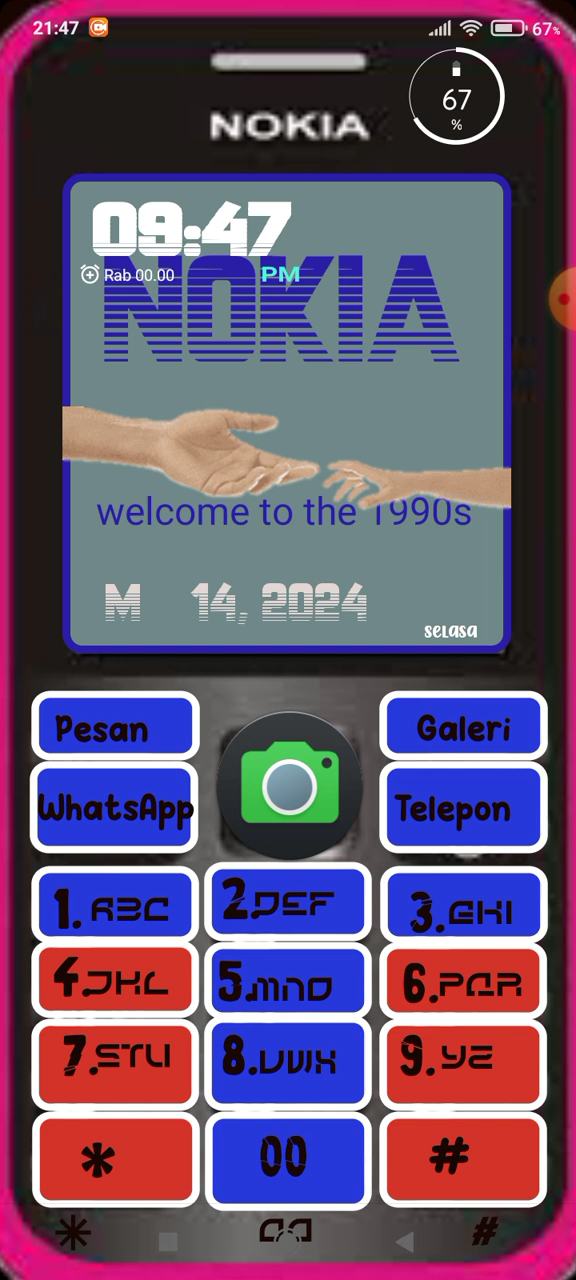 21:47 67%
67
%
NOKIA
09:47
Rab 00.00 PM
NOKIA
welcome to the 1990s
M 14, 2024
selasa
Pesan Galeri
WhatsApp Telepon
1.ABC 2.DEF 3.GHI
4.JKL 5.MNO 6.PQR
7.STU 8.VWX 9.YZ
* 00 #
* #